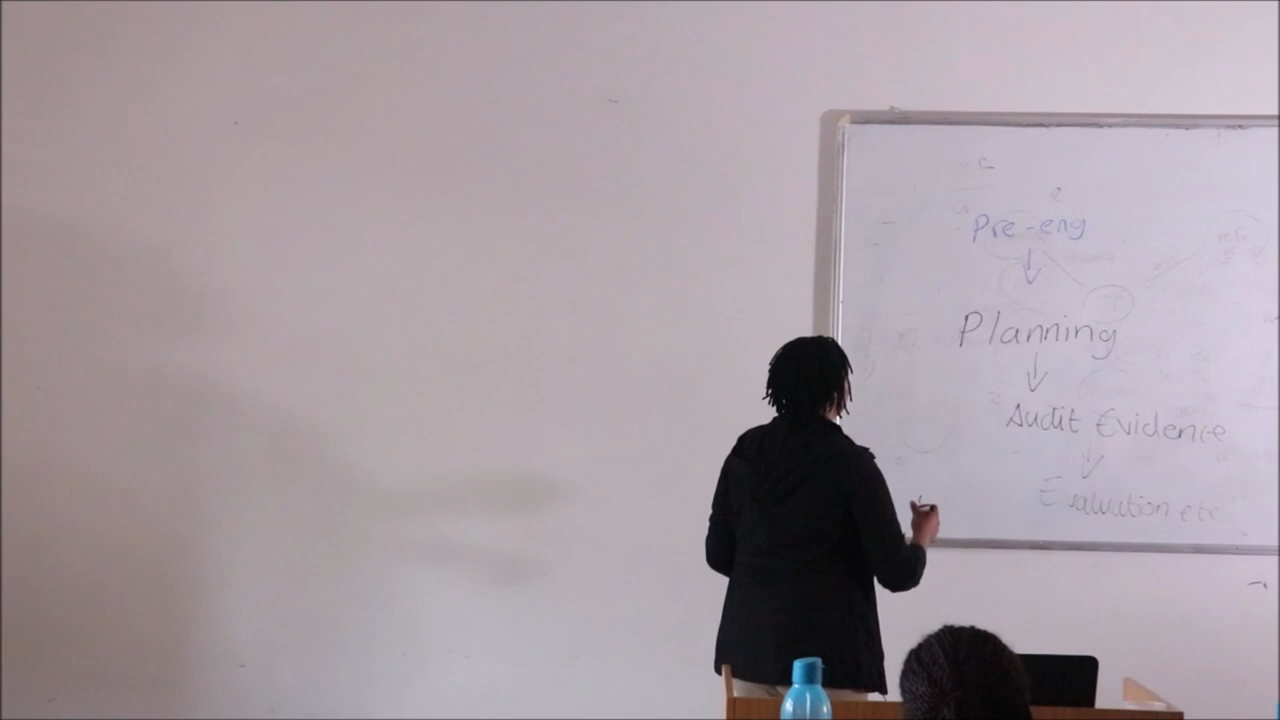 Pre-eng
Planning
Audit Evidence
Evaluation etc